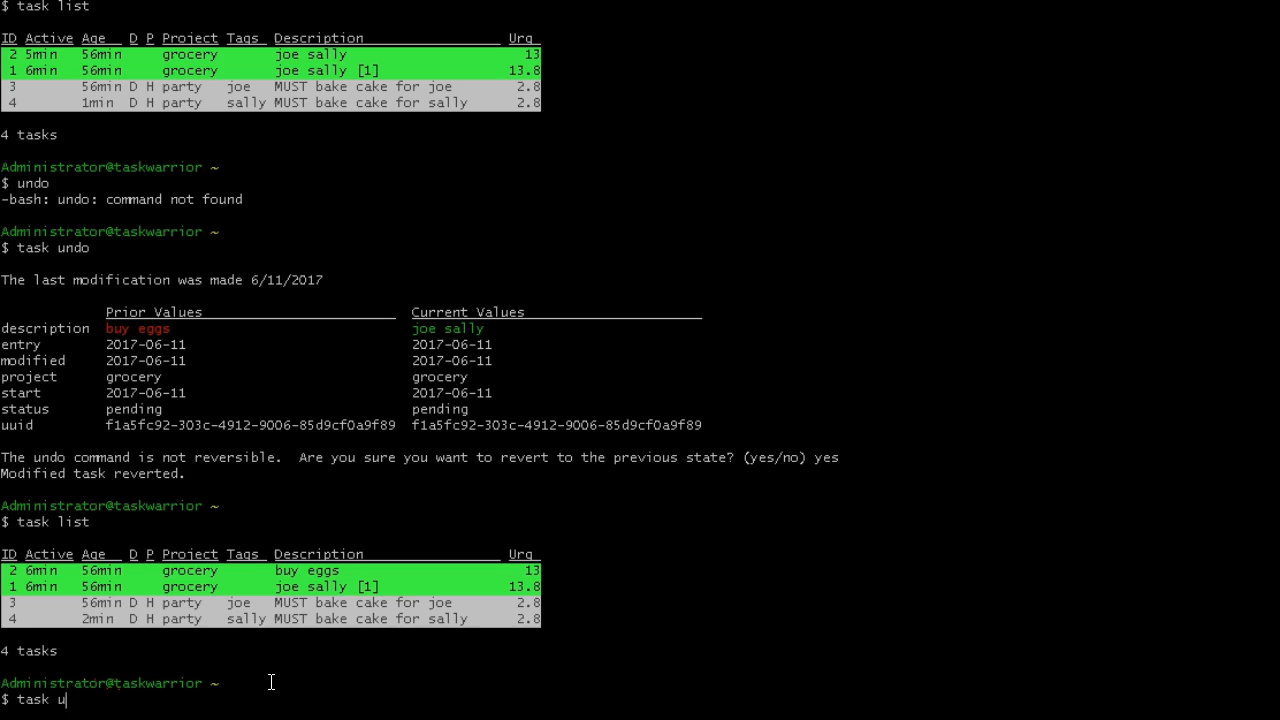 $ task list
ID Active Age D P Project Tags Description Urg
2 5min 56min grocery joe sally 13
1 6min 56min grocery joe sally [1] 13.8
3 56min D H party joe MUST bake cake for joe 2.8
4 1min D H party sally MUST bake cake for sally 2.8
4 tasks
Administrator@taskwarrior ~
$ undo
-bash: undo: command not found
Administrator@taskwarrior ~
$ task undo
The last modification was made 6/11/2017
Prior Values Current Values
description buy eggs joe sally
entry 2017-06-11 2017-06-11
modified 2017-06-11 2017-06-11
project grocery grocery
start 2017-06-11 2017-06-11
status pending pending
uuid f1a5fc92-303c-4912-9006-85d9cf0a9f89 f1a5fc92-303c-4912-9006-85d9cf0a9f89
The undo command is not reversible.  Are you sure you want to revert to the previous state? (yes/no) yes
Modified task reverted.
Administrator@taskwarrior ~
$ task list
ID Active Age D P Project Tags Description Urg
2 6min 56min grocery buy eggs 13
1 6min 56min grocery joe sally [1] 13.8
3 56min D H party joe MUST bake cake for joe 2.8
4 2min D H party sally MUST bake cake for sally 2.8
4 tasks
Administrator@taskwarrior ~
$ task u